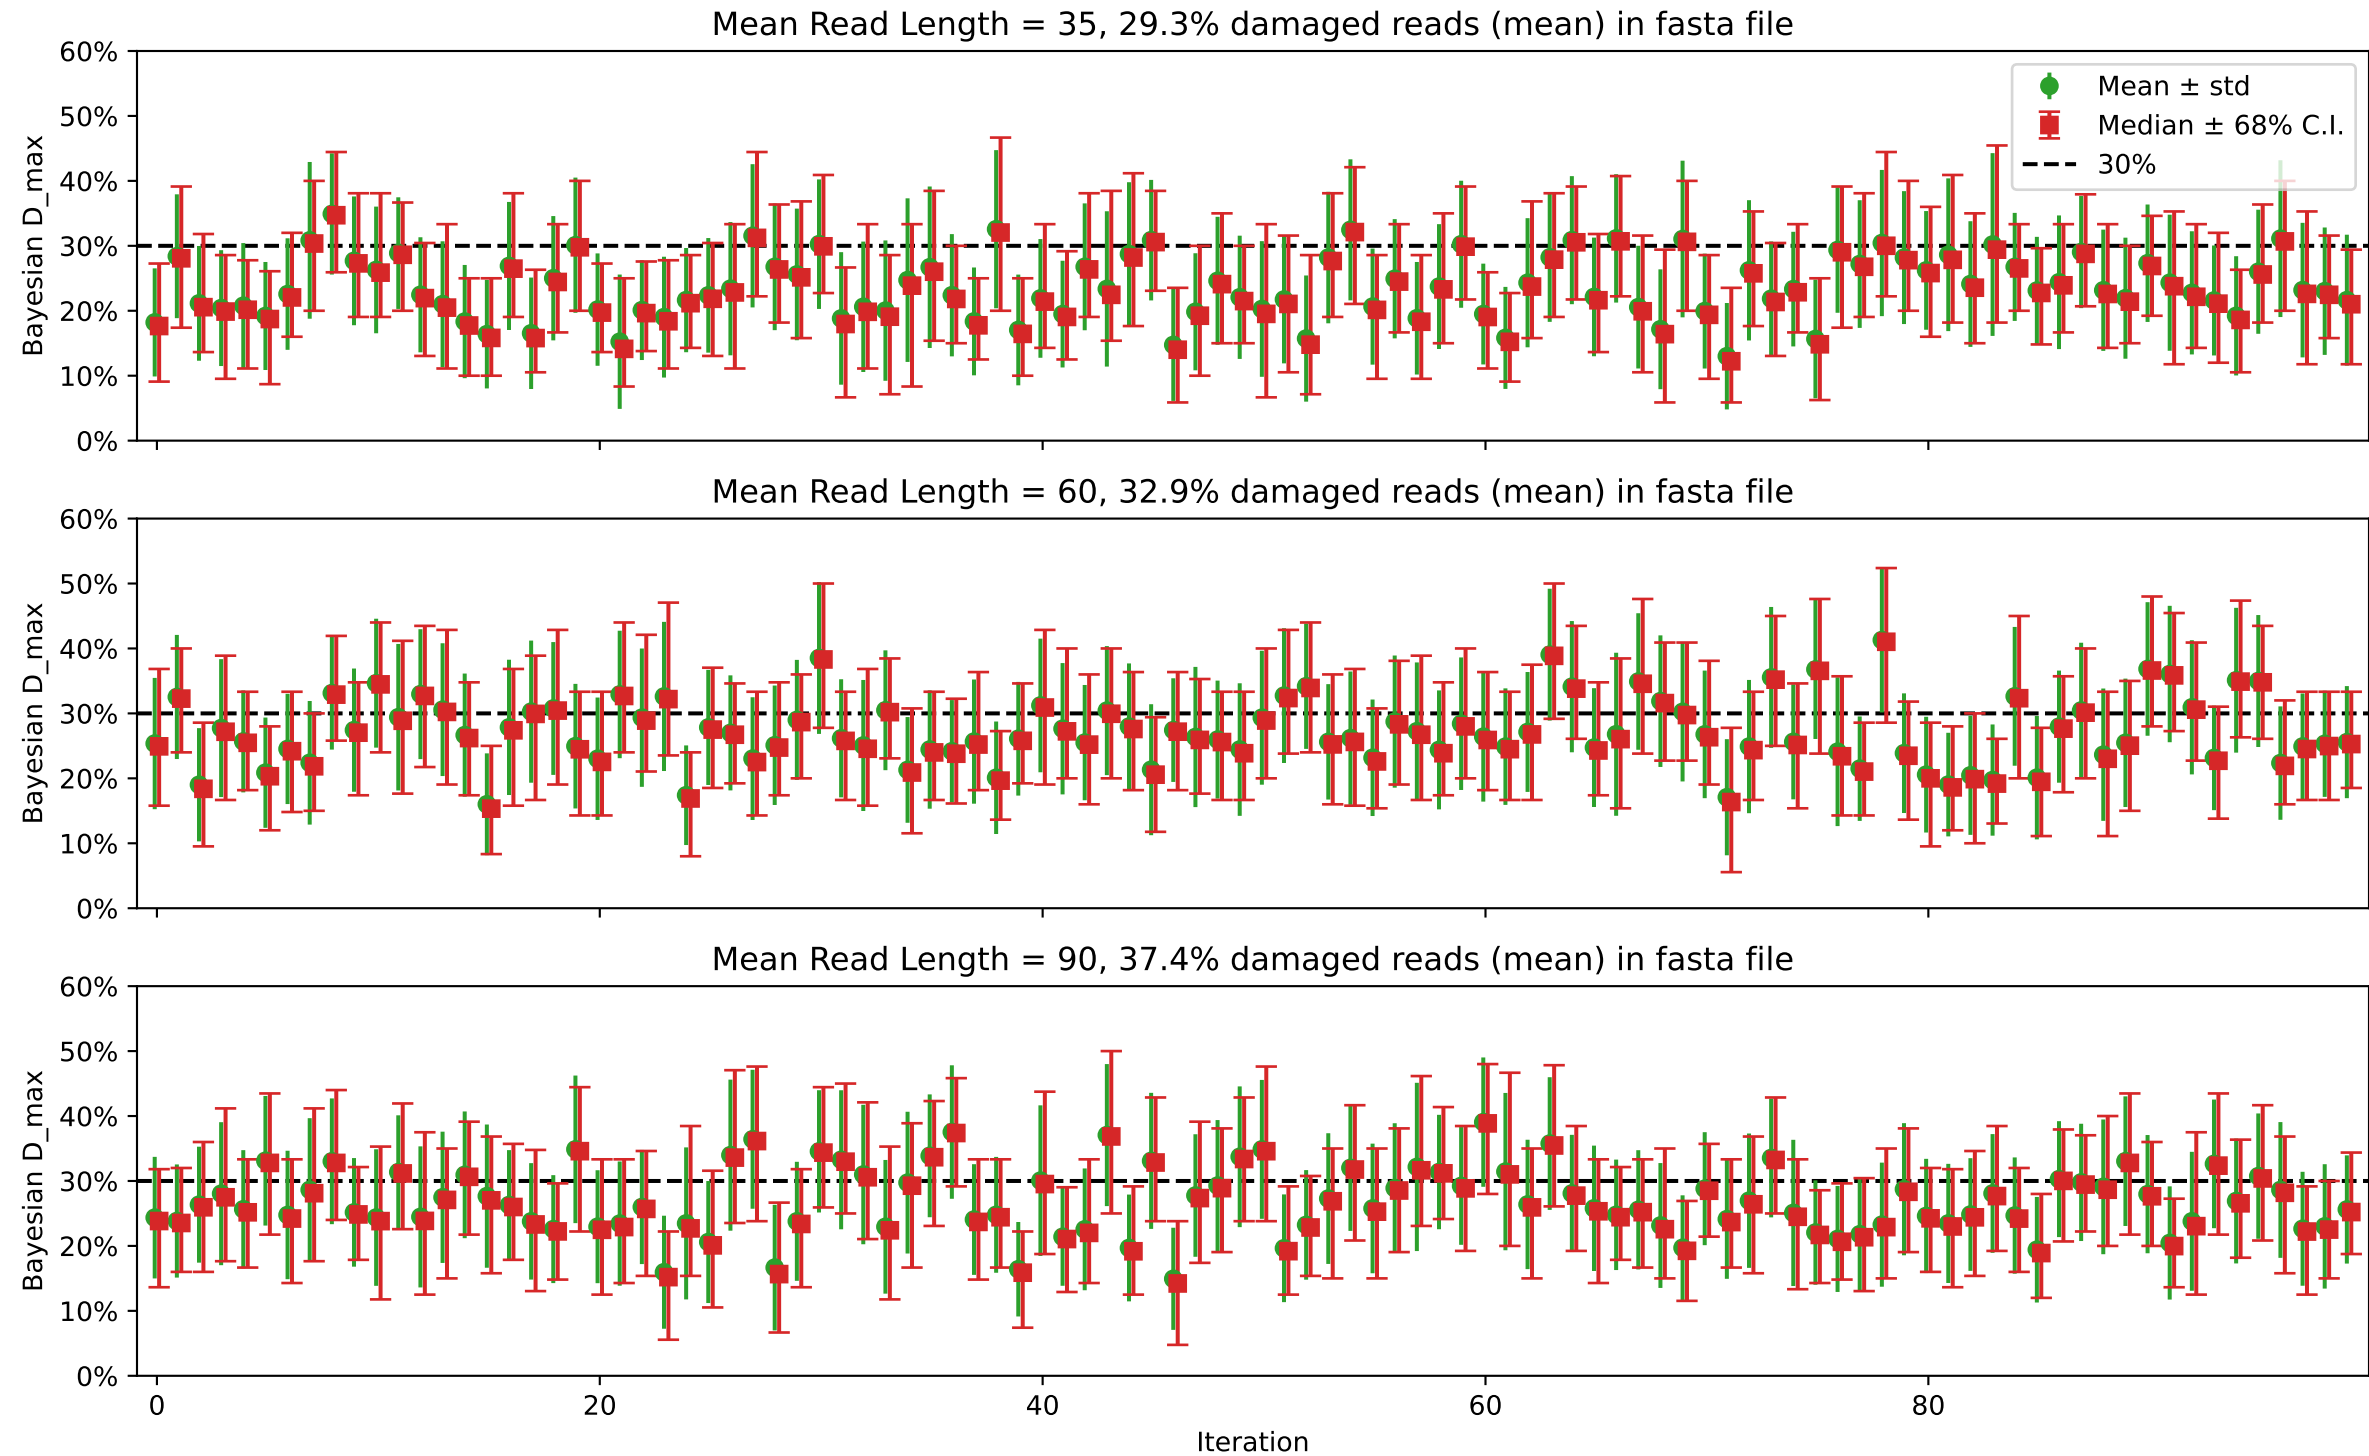 Mean Read Length = 35, 29.3% damaged reads (mean) in fasta file
60%
50%
40%
30%
20%
10%
0%
Bayesian D_max
Mean ± std
Median ± 68% C.I.
30%
Mean Read Length = 60, 32.9% damaged reads (mean) in fasta file
60%
50%
40%
30%
20%
10%
0%
Bayesian D_max
Mean Read Length = 90, 37.4% damaged reads (mean) in fasta file
60%
50%
40%
30%
20%
10%
0%
Bayesian D_max
0 20 40 60 80
Iteration